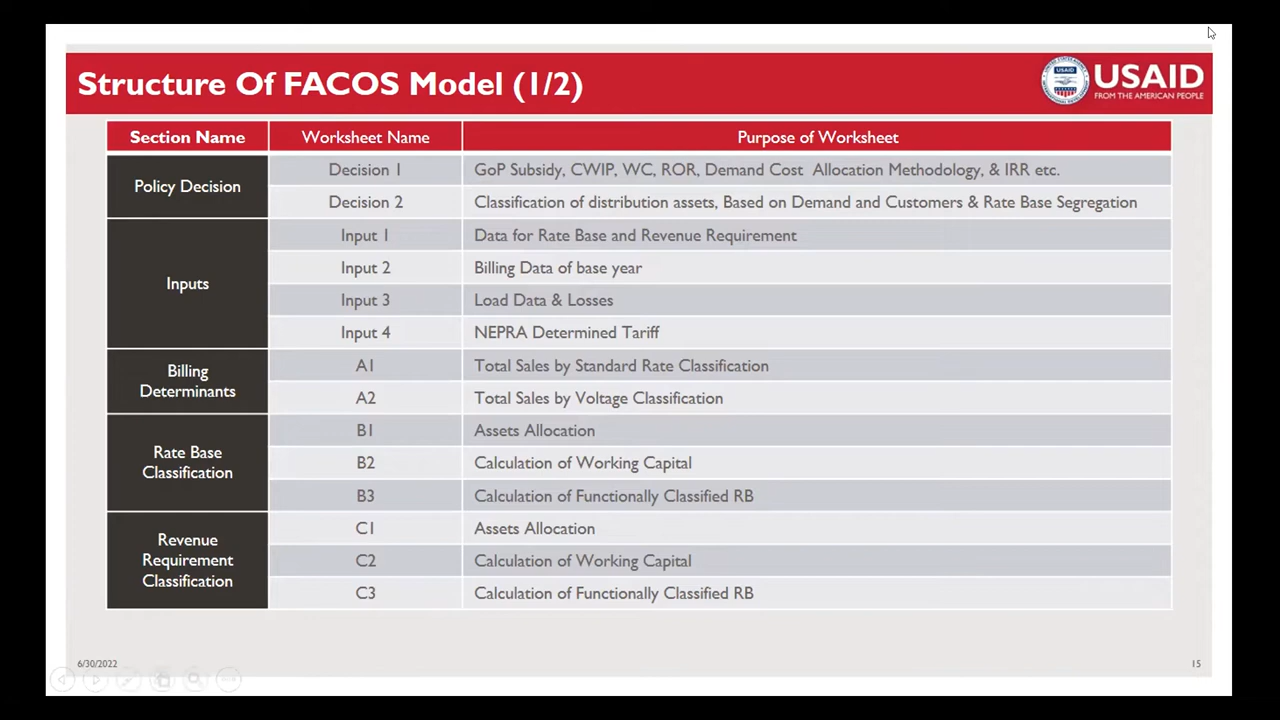 Structure Of FACOS Model (1/2)
USAID
FROM THE AMERICAN PEOPLE
Section Name Worksheet Name Purpose of Worksheet
Policy Decision
Decision 1 GoP Subsidy, CWIP, WC, ROR, Demand Cost Allocation Methodology, & IRR etc.
Decision 2 Classification of distribution assets, Based on Demand and Customers & Rate Base Segregation
Inputs
Input 1 Data for Rate Base and Revenue Requirement
Input 2 Billing Data of base year
Input 3 Load Data & Losses
Input 4 NEPRA Determined Tariff
Billing
Determinants
A1 Total Sales by Standard Rate Classification
A2 Total Sales by Voltage Classification
Rate Base
Classification
B1 Assets Allocation
B2 Calculation of Working Capital
B3 Calculation of Functionally Classified RB
Revenue
Requirement
Classification
C1 Assets Allocation
C2 Calculation of Working Capital
C3 Calculation of Functionally Classified RB
6/30/2022
15